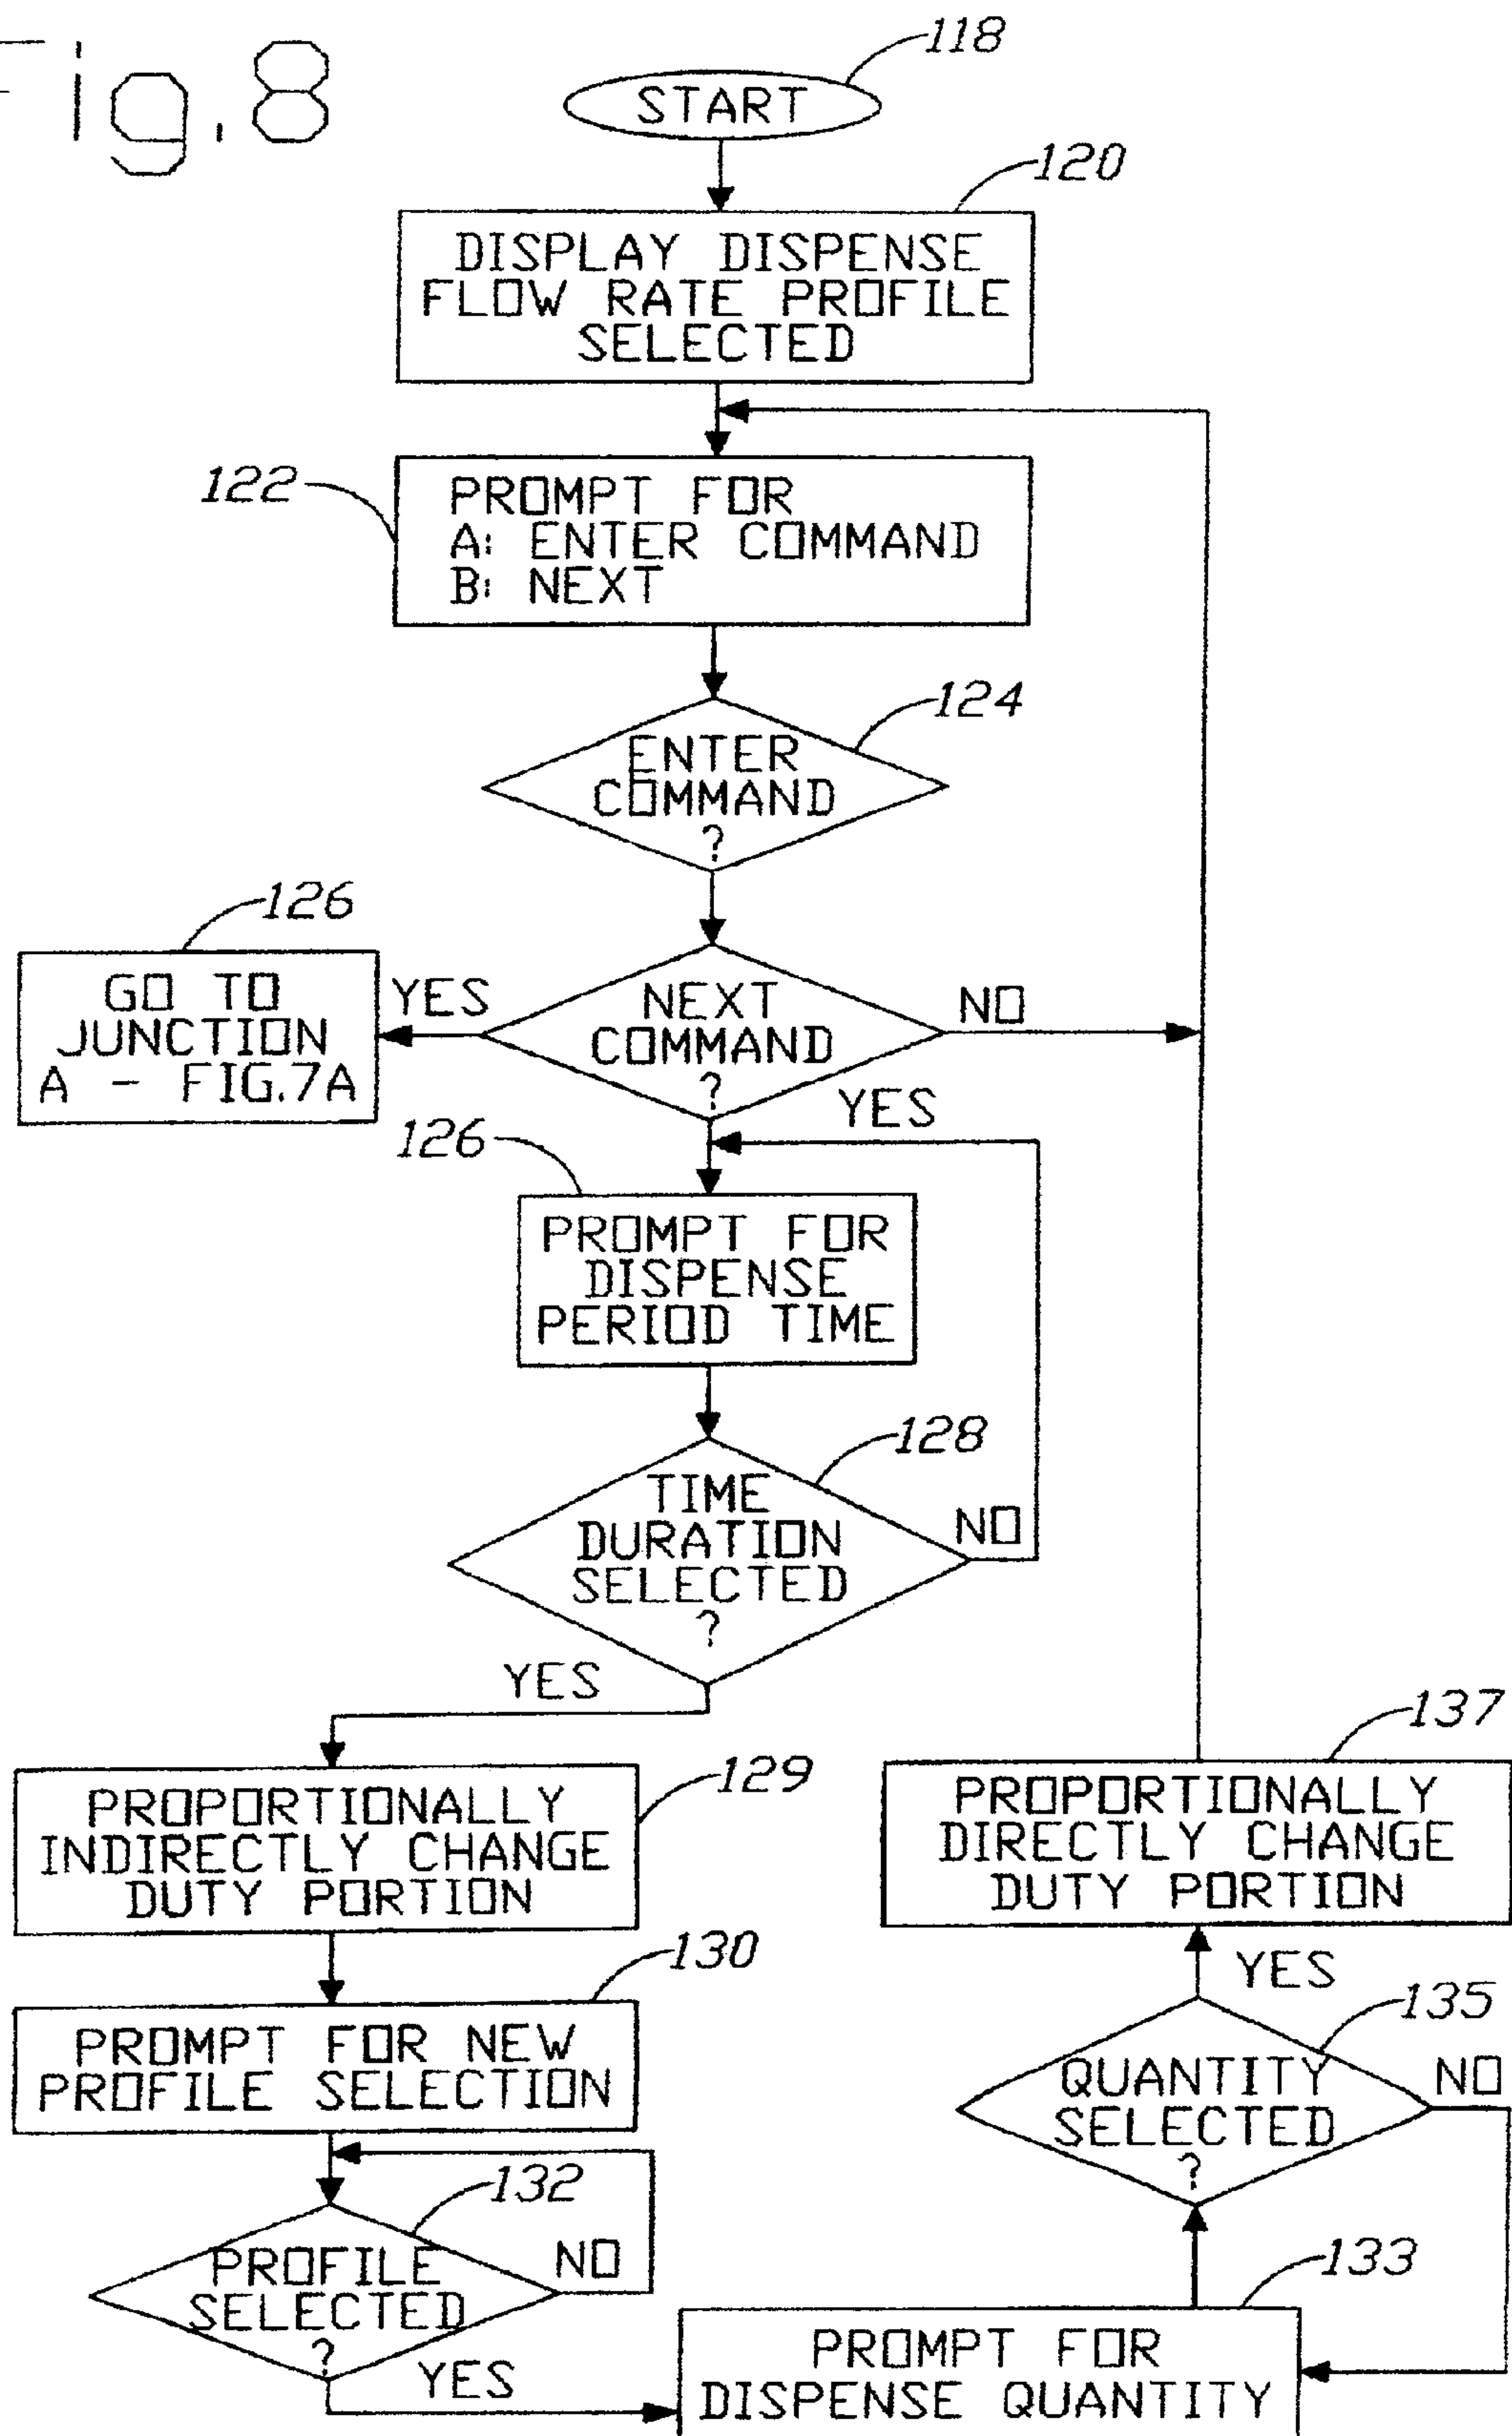 Fig.8
118
START
120
DISPLAY DISPENSE
FLOW RATE PROFILE
SELECTED
122
PROMPT FOR
A: ENTER COMMAND
B: NEXT
124
ENTER
COMMAND
?
126
GO TO
JUNCTION
A - FIG.7A
YES
NEXT
COMMAND
?
NO
YES
126
PROMPT FOR
DISPENSE
PERIOD TIME
128
TIME
DURATION
SELECTED
?
NO
YES
129
PROPORTIONALLY
INDIRECTLY CHANGE
DUTY PORTION
130
PROMPT FOR NEW
PROFILE SELECTION
132
PROFILE
SELECTED
?
NO
YES
133
PROMPT FOR
DISPENSE QUANTITY
135
QUANTITY
SELECTED
?
NO
YES
137
PROPORTIONALLY
DIRECTLY CHANGE
DUTY PORTION